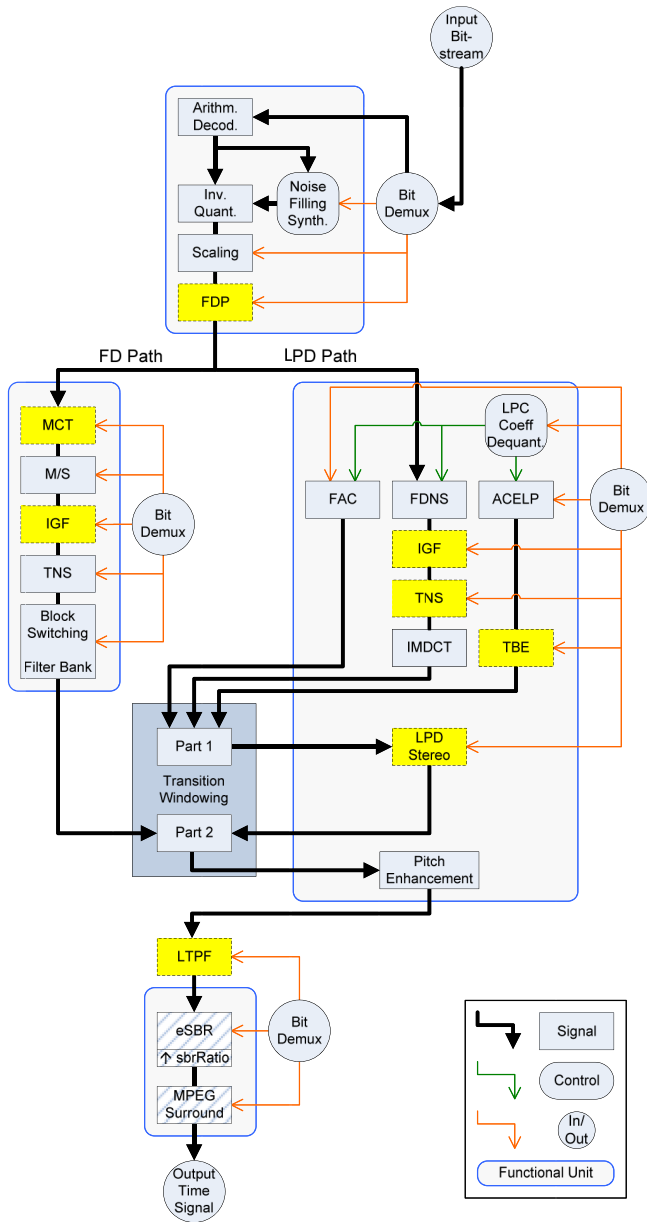 Input
Bit-
stream
Arithm.
Decod.
Inv.
Quant.
Noise
Filling
Synth.
Bit
Demux
Scaling
FDP
FD Path
LPD Path
MCT
M/S
IGF
TNS
Block
Switching
Filter Bank
Bit
Demux
LPC
Coeff
Dequant.
FAC
FDNS
ACELP
Bit
Demux
IGF
TNS
IMDCT
TBE
Part 1
Transition
Windowing
Part 2
LPD
Stereo
Pitch
Enhancement
LTPF
eSBR
↑ sbrRatio
Bit
Demux
MPEG
Surround
Output
Time
Signal
Signal
Control
In/
Out
Functional Unit